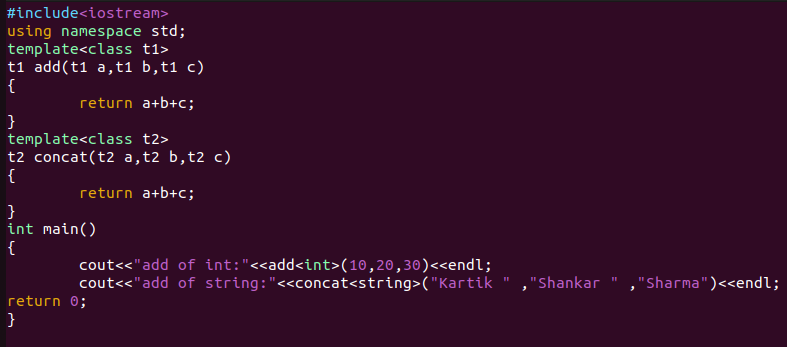 #include<iostream>
using namespace std;
template<class t1>
t1 add(t1 a,t1 b,t1 c)
{
        return a+b+c;
}
template<class t2>
t2 concat(t2 a,t2 b,t2 c)
{
        return a+b+c;
}
int main()
{
        cout<<"add of int:"<<add<int>(10,20,30)<<endl;
        cout<<"add of string:"<<concat<string>("Kartik " ,"Shankar " ,"Sharma")<<endl;
return 0;
}